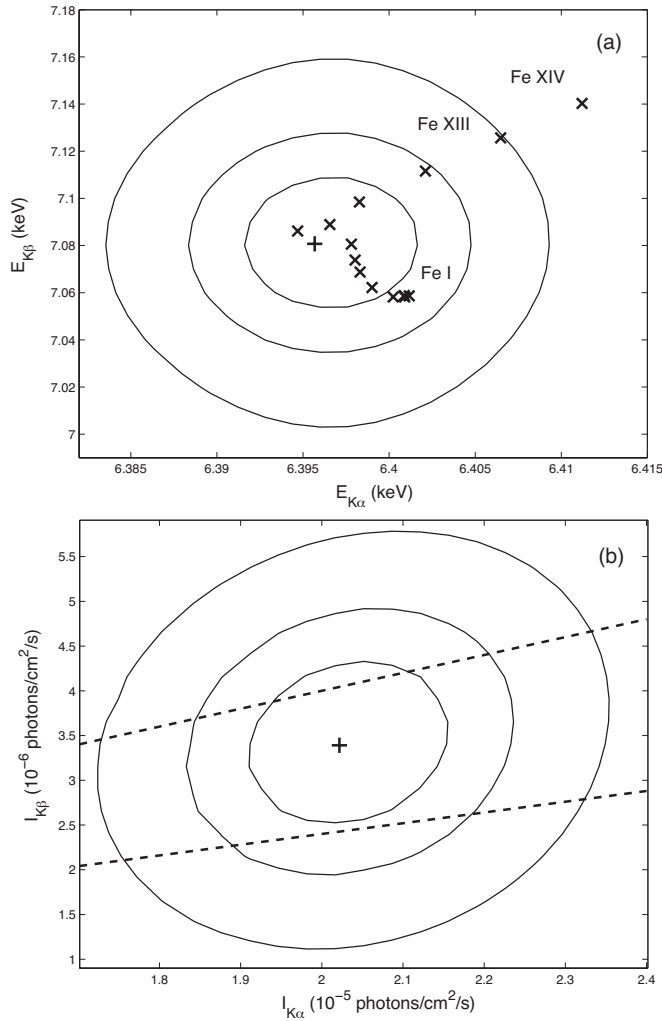 7.18
(a)
7.16
Fe XIV
7.14
Fe XIII
7.12
7.1
E_Kβ (keV)
7.08
Fe I
7.06
7.04
7.02
7
6.385 6.39 6.395 6.4 6.405 6.41 6.415
E_Kα (keV)
(b)
5.5
5
4.5
4
I_Kβ (10⁻⁶ photons/cm²/s)
3.5
3
2.5
2
1.5
1
1.8 1.9 2 2.1 2.2 2.3 2.4
I_Kα (10⁻⁵ photons/cm²/s)